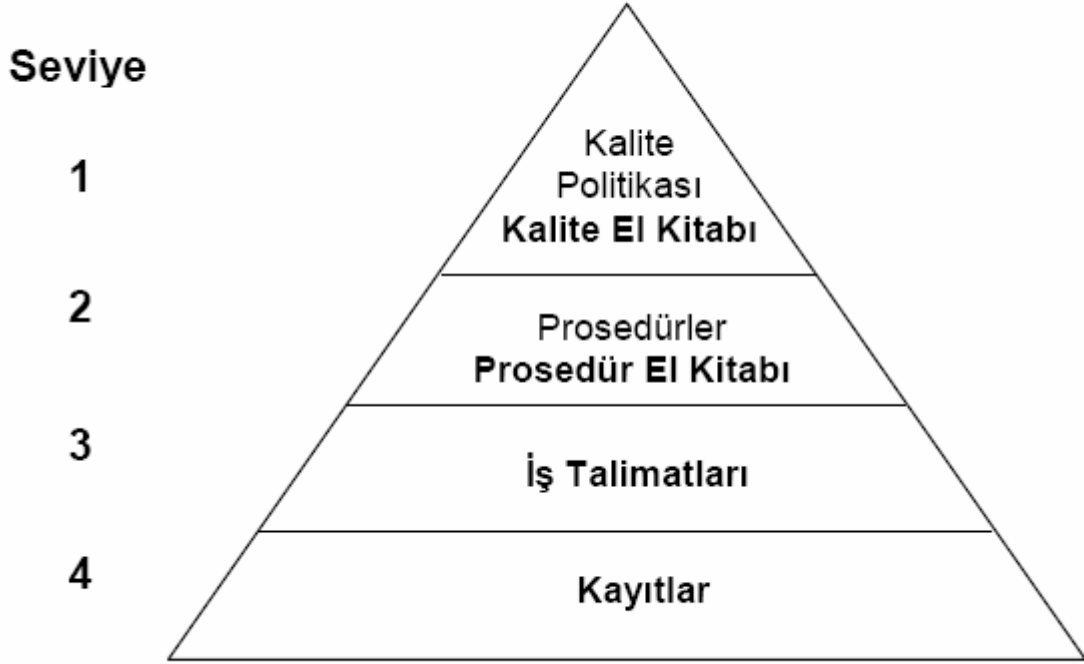 Seviye
1
Kalite
Politikası
Kalite El Kitabı
2
Prosedürler
Prosedür El Kitabı
3
İş Talimatları
4
Kayıtlar